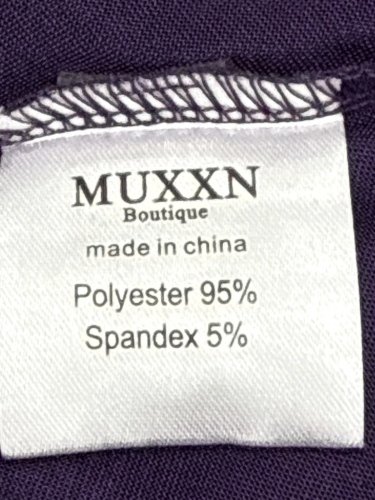 MUXXN
Boutique
made in china
Polyester 95%
Spandex 5%